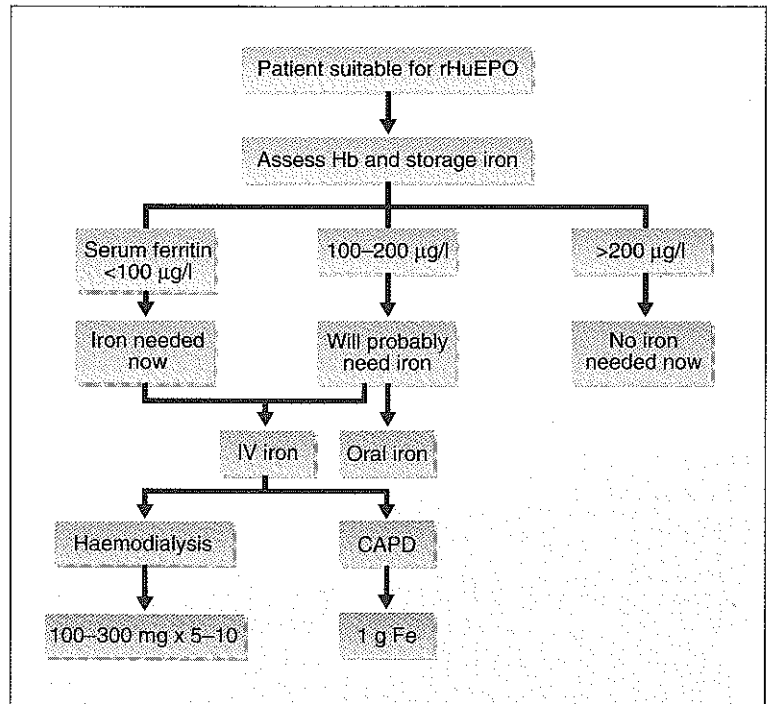 Patient suitable for rHuEPO
Assess Hb and storage iron
Serum ferritin
<100 µg/l
100–200 µg/l
>200 µg/l
Iron needed
now
Will probably
need iron
No iron
needed now
IV iron
Oral iron
Haemodialysis
CAPD
100–300 mg x 5–10
1 g Fe